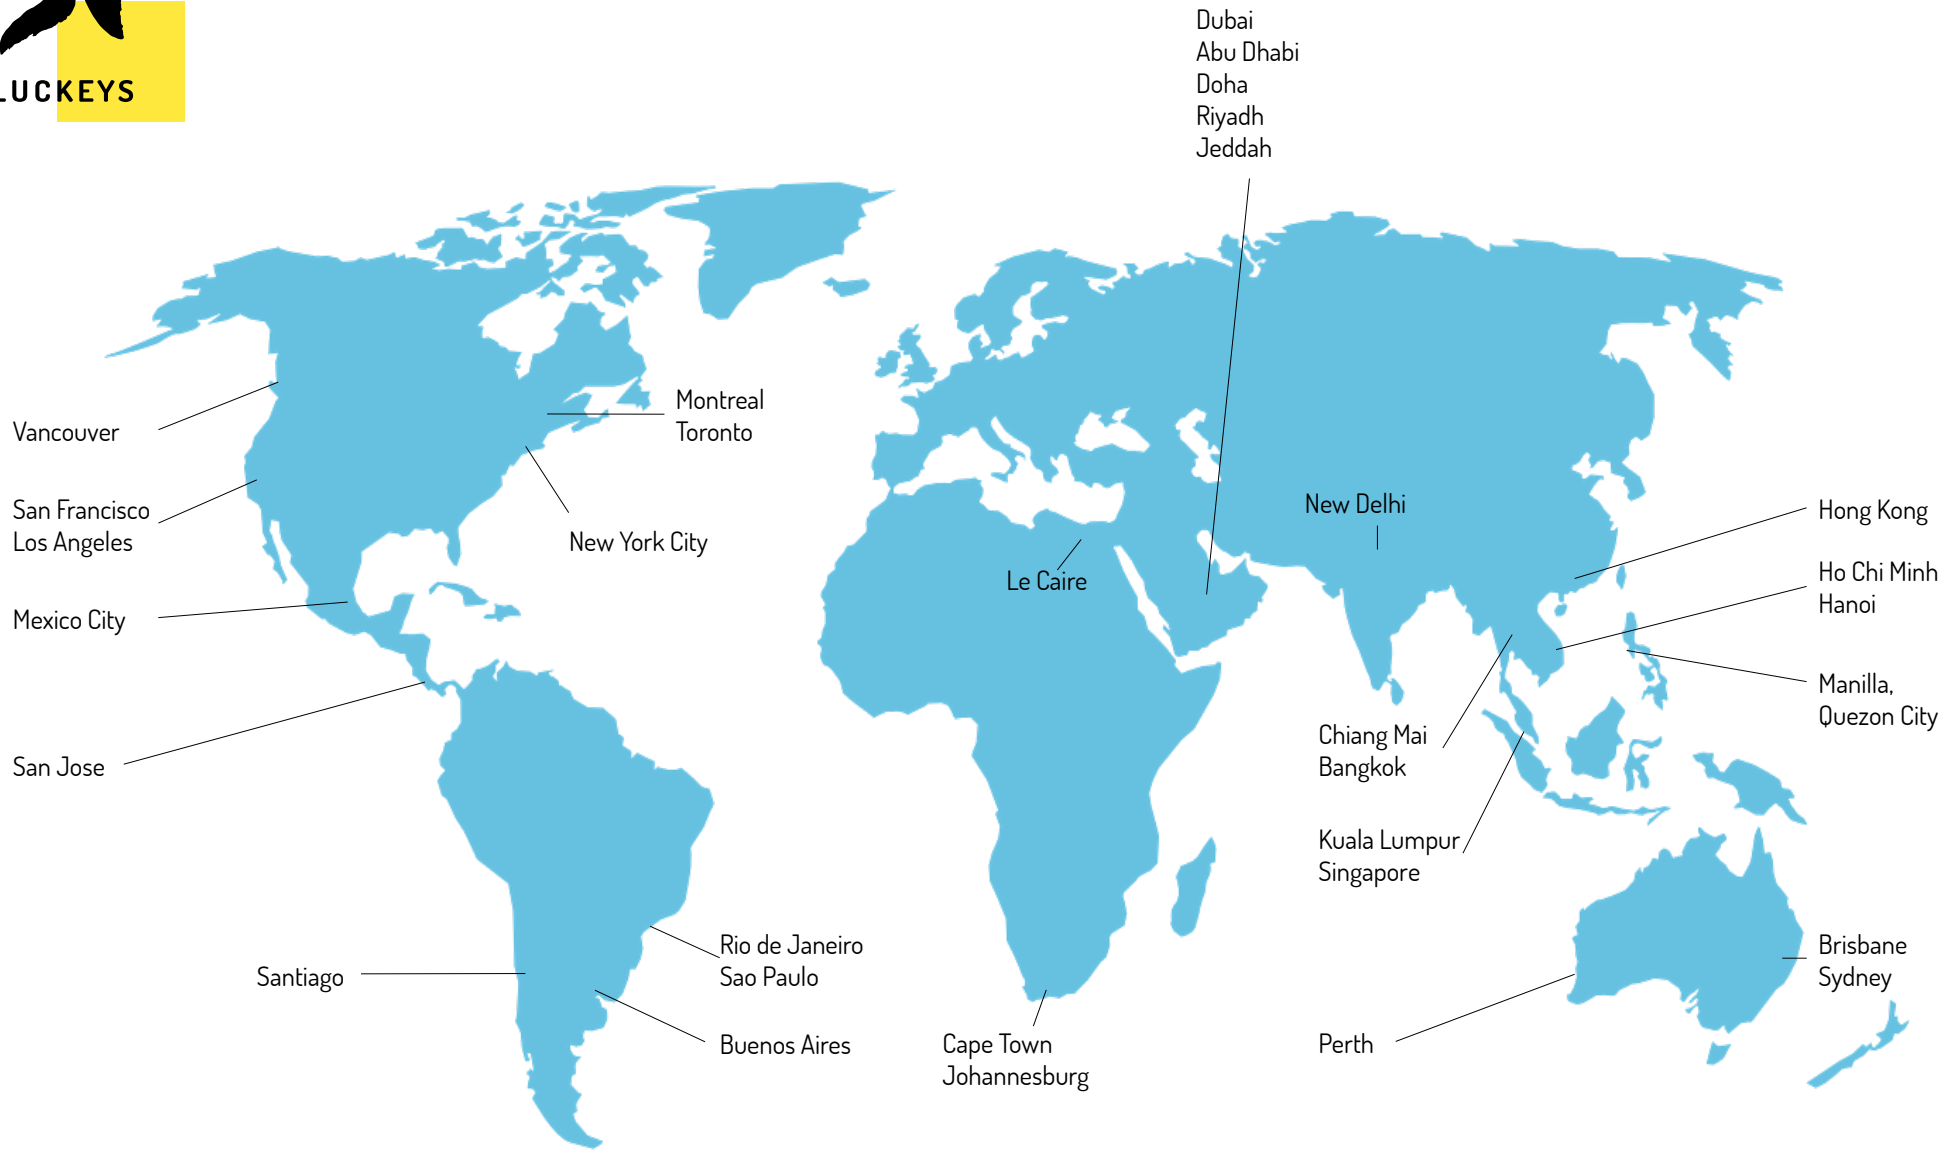 LUCKEYS
Dubai
Abu Dhabi
Doha
Riyadh
Jeddah
Vancouver
Montreal
Toronto
San Francisco
Los Angeles
New York City
Mexico City
San Jose
Le Caire
New Delhi
Hong Kong
Ho Chi Minh
Hanoi
Manilla,
Quezon City
Chiang Mai
Bangkok
Kuala Lumpur
Singapore
Santiago
Rio de Janeiro
Sao Paulo
Buenos Aires
Cape Town
Johannesburg
Perth
Brisbane
Sydney